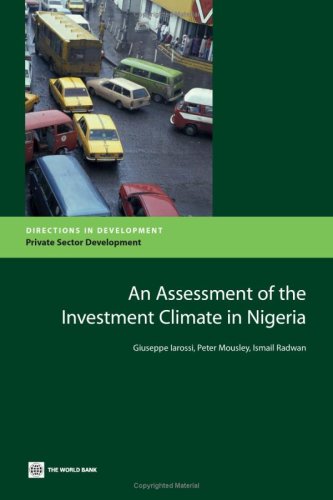 DIRECTIONS IN DEVELOPMENT
Private Sector Development
An Assessment of the
Investment Climate in Nigeria
Giuseppe Iarossi, Peter Mousley, Ismail Radwan
THE WORLD BANK
Copyrighted Material